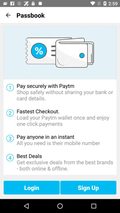 2:59
Passbook
%
1 Pay securely with Paytm
Shop safely without sharing your bank or
card details.
2 Fastest Checkout.
Load your Paytm wallet once and enjoy
one click payments
3 Pay anyone in an instant
All you need is their mobile number
4 Best Deals
Get exclusive deals from the best brands
- both online & offline
Login
Sign Up